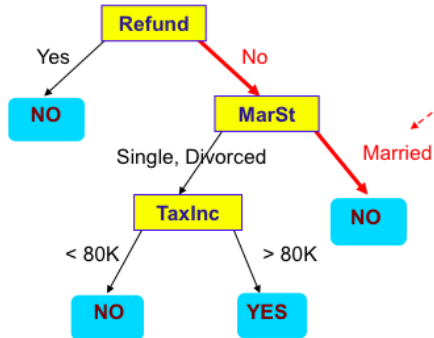 Refund
Yes
No
NO
MarSt
Single, Divorced
Married
TaxInc
NO
< 80K
> 80K
NO
YES